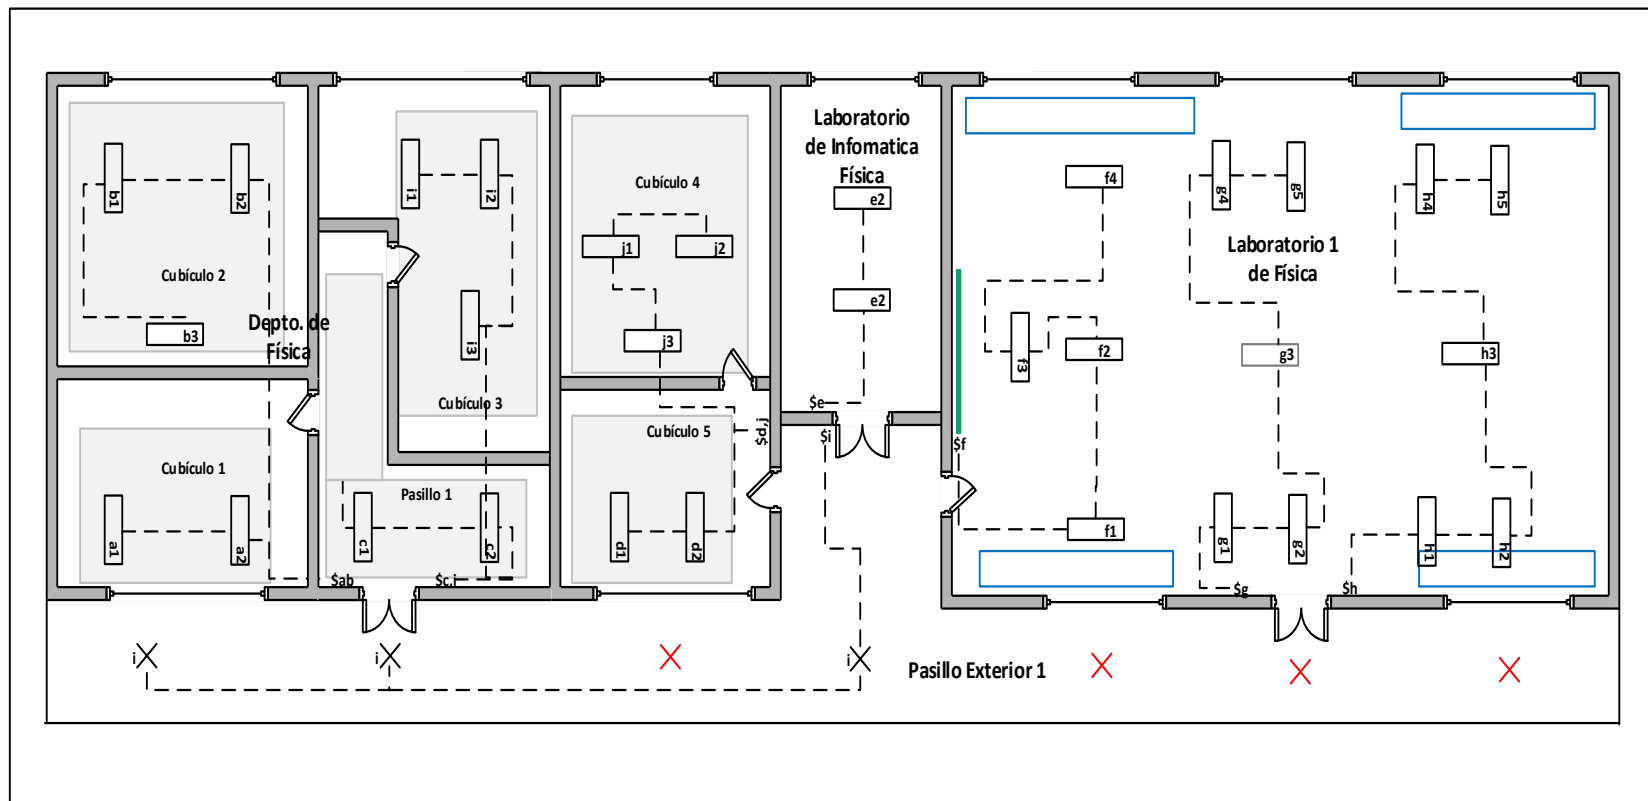 Laboratorio
de Infomatica
Física
b1
b2
i1
i2
Cubículo 4
e2
f4
g4
g5
h4
h5
j1
j2
Laboratorio 1
de Física
Cubículo 2
e2
Depto. de
Física
b3
i3
j3
f3
f2
g3
h3
Cubículo 3
$e
Cubículo 5
$d,j
$i
$f
Cubículo 1
Pasillo 1
a1
a2
c1
c2
d1
d2
f1
g1
g2
h1
h2
$ab
$c.i
$g
$h
i
i
i
Pasillo Exterior 1